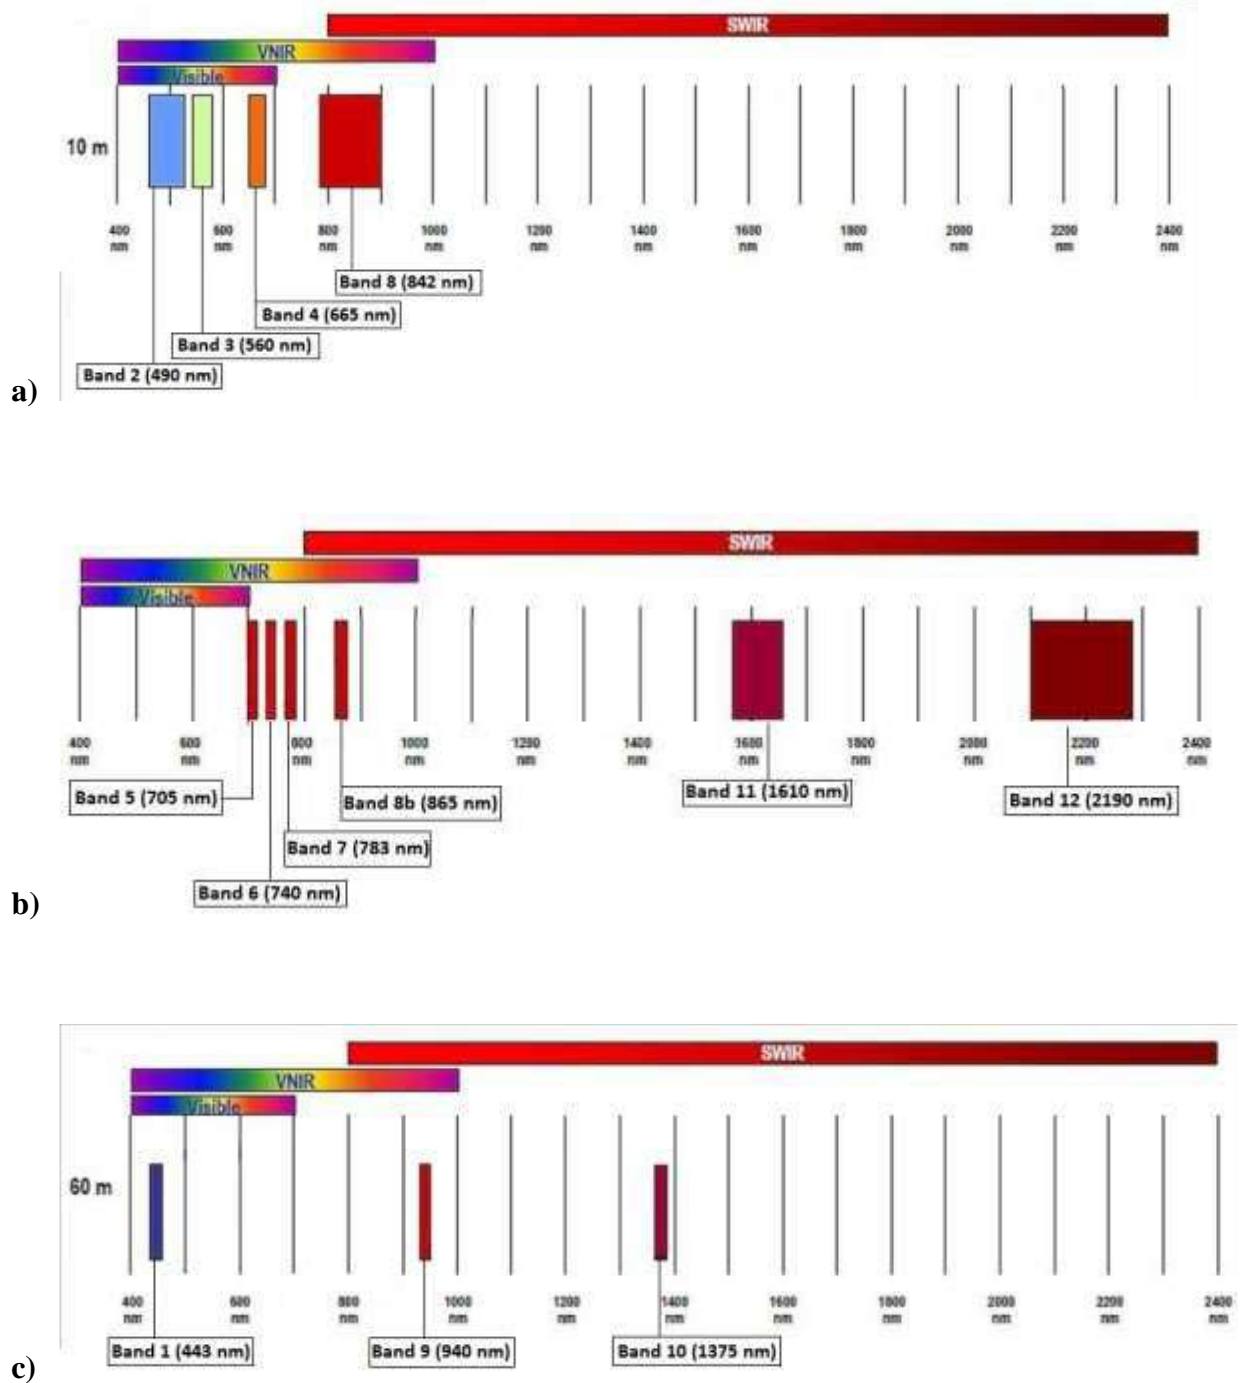 SWIR
VNIR
Visible
10 m
400 600 800 1000 1200 1400 1600 1800 2000 2200 2400
nm nm nm nm nm nm nm nm nm nm nm
Band 8 (842 nm)
Band 4 (665 nm)
Band 3 (560 nm)
Band 2 (490 nm)
a)
SWIR
VNIR
Visible
400 600 800 1000 1200 1400 1600 1800 2000 2200 2400
nm nm nm nm nm nm nm nm nm nm
Band 5 (705 nm)
Band 8b (865 nm)
Band 11 (1610 nm)
Band 12 (2190 nm)
Band 7 (783 nm)
Band 6 (740 nm)
b)
SWIR
VNIR
Visible
60 m
400 600 800 1000 1200 1400 1600 1800 2000 2200 2400
nm nm nm nm nm nm nm nm nm nm nm
Band 1 (443 nm)
Band 9 (940 nm)
Band 10 (1375 nm)
c)